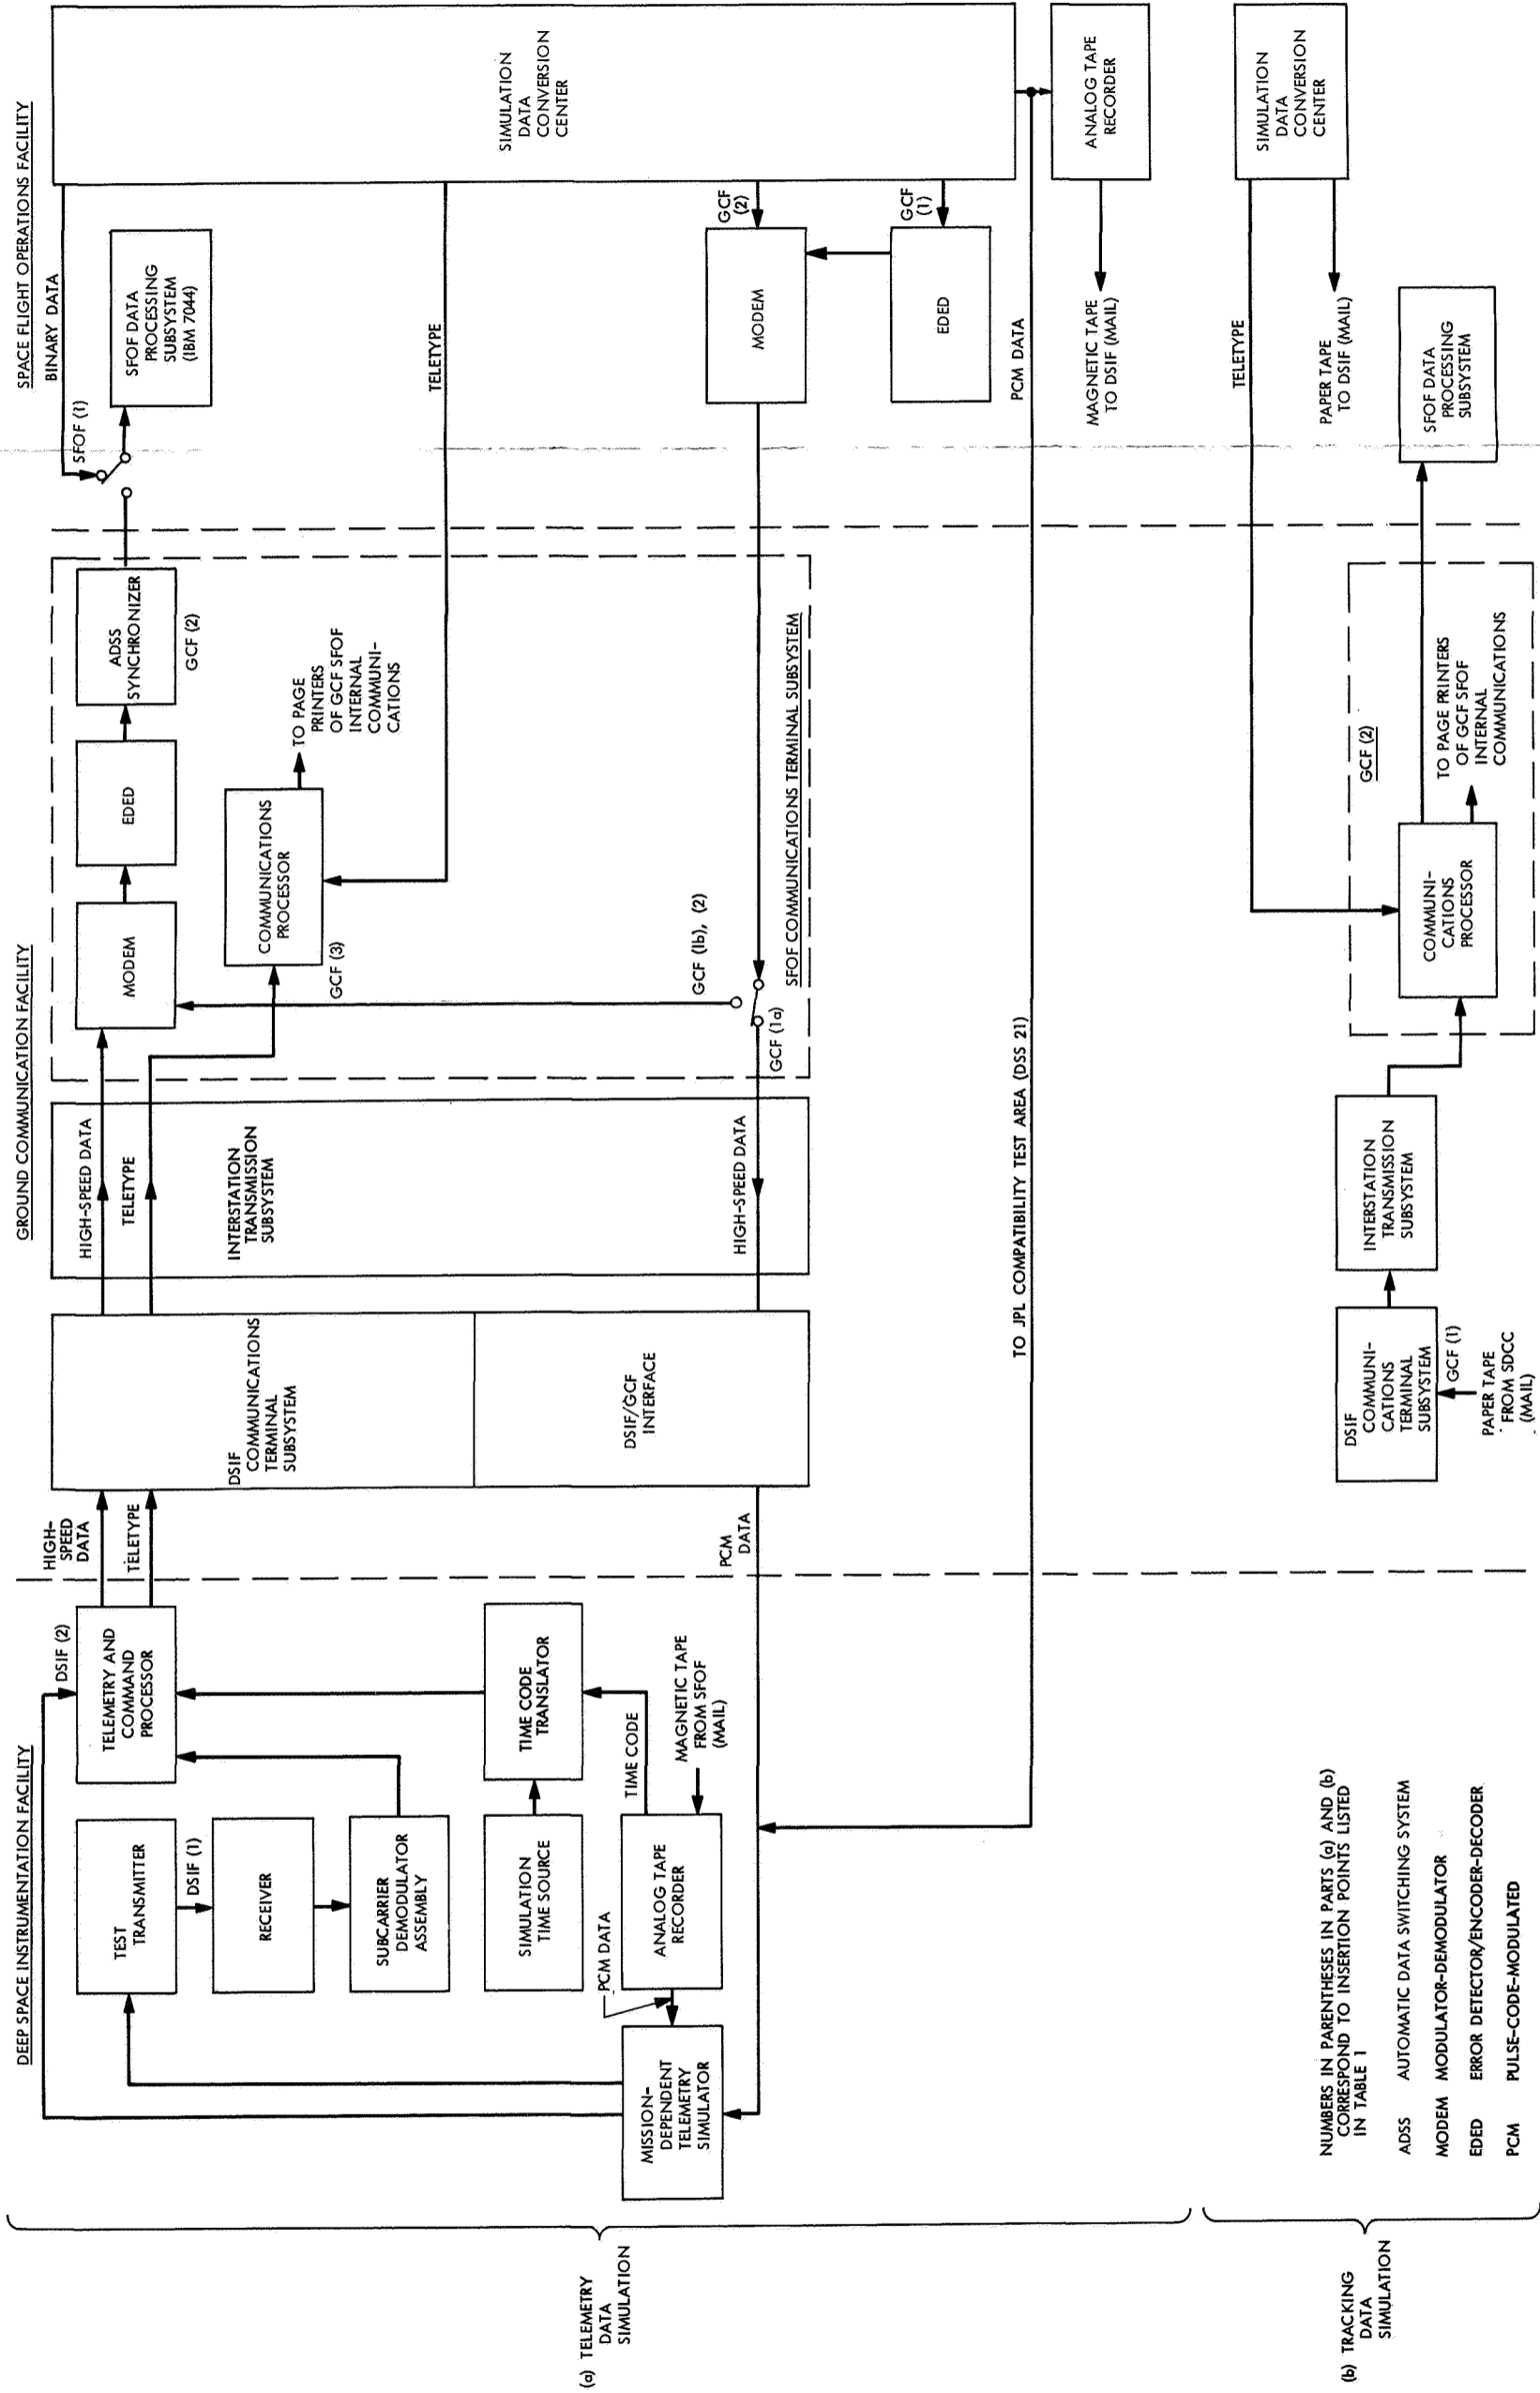 DEEP SPACE INSTRUMENTATION FACILITY
GROUND COMMUNICATION FACILITY
SPACE FLIGHT OPERATIONS FACILITY
(a) TELEMETRY
DATA
SIMULATION
DSIF (2)
TEST
TRANSMITTER
DSIF (1)
RECEIVER
SUBCARRIER
DEMODULATOR
ASSEMBLY
TELEMETRY AND
COMMAND
PROCESSOR
SIMULATION
TIME SOURCE
TIME CODE
TRANSLATOR
TIME CODE
PCM DATA
ANALOG TAPE
RECORDER
MAGNETIC TAPE
FROM SFOF
(MAIL)
MISSION-
DEPENDENT
TELEMETRY
SIMULATOR
HIGH-
SPEED
DATA
TELETYPE
PCM
DATA
DSIF
COMMUNICATIONS
TERMINAL
SUBSYSTEM
DSIF/GCF
INTERFACE
HIGH-SPEED DATA
TELETYPE
INTERSTATION
TRANSMISSION
SUBSYSTEM
HIGH-SPEED DATA
MODEM
EDED
ADSS
SYNCHRONIZER
GCF (2)
COMMUNICATIONS
PROCESSOR
GCF (3)
TO PAGE
PRINTERS
OF GCF SFOF
INTERNAL
COMMUNI-
CATIONS
GCF (1b), (2)
GCF (1a)
SFOF COMMUNICATIONS TERMINAL SUBSYSTEM
BINARY DATA
SFOF (1)
SFOF DATA
PROCESSING
SUBSYSTEM
(IBM 7044)
TELETYPE
SIMULATION
DATA
CONVERSION
CENTER
GCF
(2)
MODEM
GCF
(1)
EDED
PCM DATA
TO JPL COMPATIBILITY TEST AREA (DSS 21)
ANALOG TAPE
RECORDER
MAGNETIC TAPE
TO DSIF (MAIL)
(b) TRACKING
DATA
SIMULATION
SIMULATION
DATA
CONVERSION
CENTER
TELETYPE
PAPER TAPE
TO DSIF (MAIL)
DSIF
COMMUNI-
CATIONS
TERMINAL
SUBSYSTEM
GCF (1)
PAPER TAPE
FROM SDCC
(MAIL)
INTERSTATION
TRANSMISSION
SUBSYSTEM
GCF (2)
COMMUNI-
CATIONS
PROCESSOR
TO PAGE PRINTERS
OF GCF SFOF
INTERNAL
COMMUNICATIONS
SFOF DATA
PROCESSING
SUBSYSTEM
NUMBERS IN PARENTHESES IN PARTS (a) AND (b)
CORRESPOND TO INSERTION POINTS LISTED
IN TABLE 1
ADSS AUTOMATIC DATA SWITCHING SYSTEM
MODEM MODULATOR-DEMODULATOR
EDED ERROR DETECTOR/ENCODER-DECODER
PCM PULSE-CODE-MODULATED